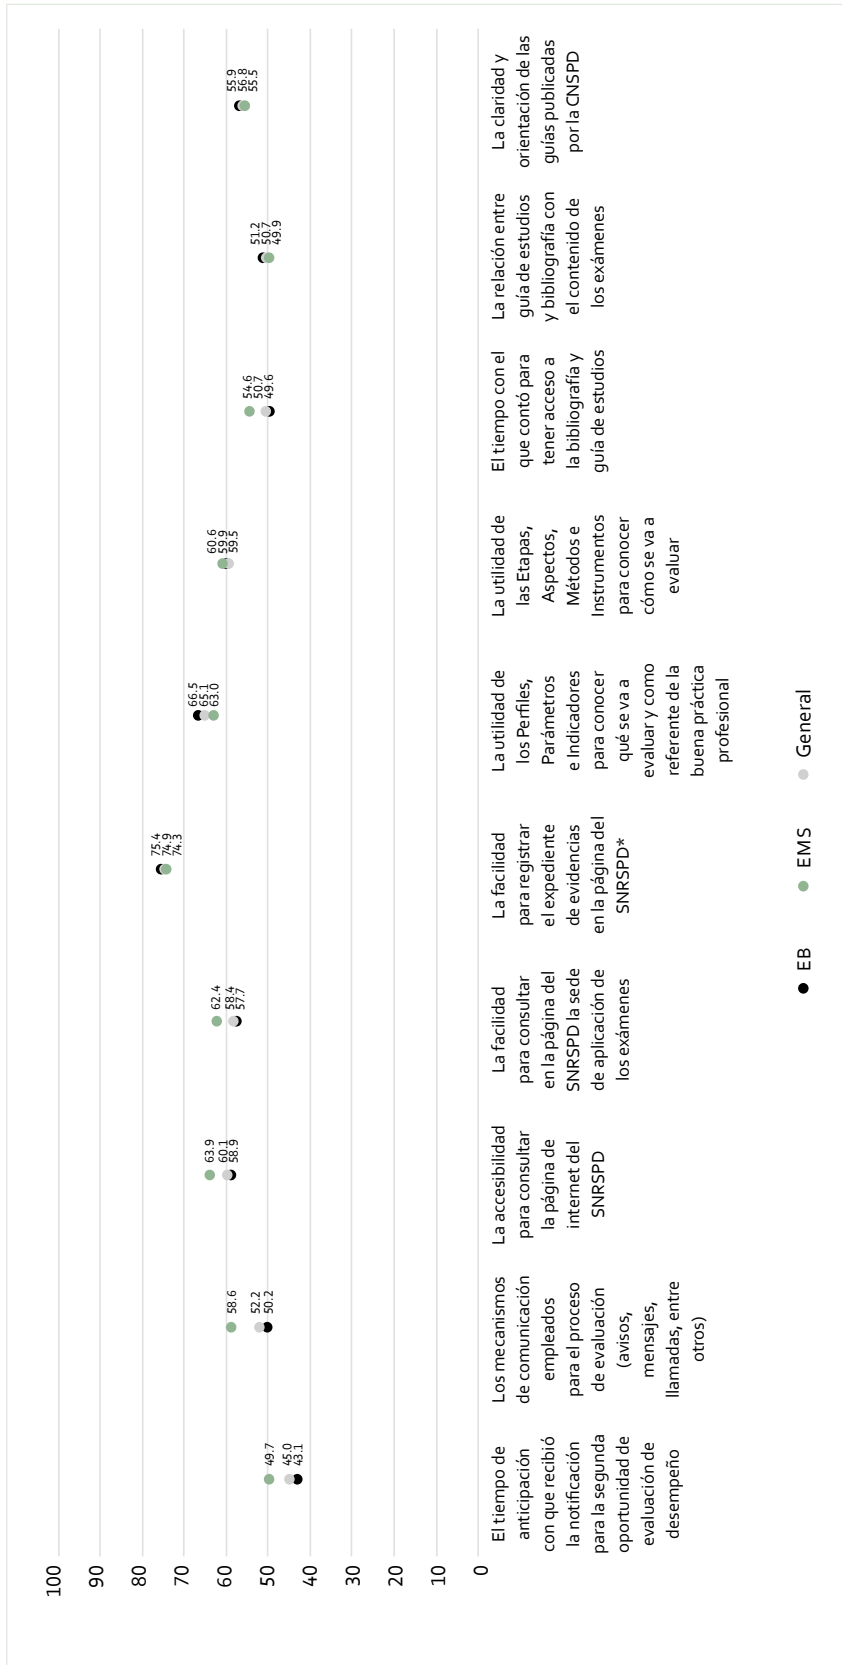 100
90
80
70
60
50
40
30
20
10
0
49.7
45.0
43.1
58.6
52.2
50.2
63.9
60.1
58.9
62.4
58.4
57.7
75.4
74.9
74.3
66.5
65.1
63.0
60.6
59.9
59.5
54.6
50.7
49.6
51.2
50.7
49.9
55.9
56.8
55.5
El tiempo de
anticipación
con que recibió
la notificación
para la segunda
oportunidad de
evaluación de
desempeño
Los mecanismos
de comunicación
empleados
para el proceso
de evaluación
(avisos,
mensajes,
llamadas, entre
otros)
La accesibilidad
para consultar
la página de
internet del
SNRSPD
La facilidad
para consultar
en la página del
SNRSPD la sede
de aplicación de
los exámenes
La facilidad
para registrar
el expediente
de evidencias
en la página del
SNRSPD*
La utilidad de
los Perfiles,
Parámetros
e Indicadores
para conocer
qué se va a
evaluar y como
referente de la
buena práctica
profesional
La utilidad de
las Etapas,
Aspectos,
Métodos e
Instrumentos
para conocer
cómo se va a
evaluar
El tiempo con el
que contó para
tener acceso a
la bibliografía y
guía de estudios
La relación entre
guía de estudios
y bibliografía con
el contenido de
los exámenes
La claridad y
orientación de las
guías publicadas
por la CNSPD
EB
EMS
General